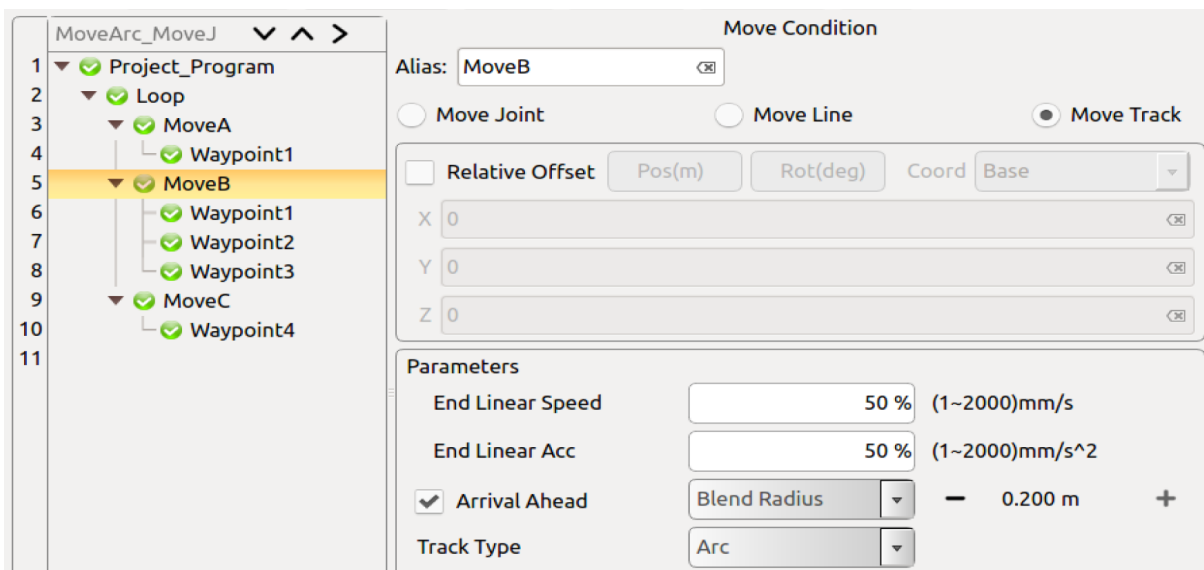 MoveArc_MoveJ
1 Project_Program
2 Loop
3 MoveA
4 Waypoint1
5 MoveB
6 Waypoint1
7 Waypoint2
8 Waypoint3
9 MoveC
10 Waypoint4
11
Move Condition
Alias: MoveB
Move Joint Move Line Move Track
Relative Offset Pos(m) Rot(deg) Coord Base
X 0
Y 0
Z 0
Parameters
End Linear Speed 50 % (1~2000)mm/s
End Linear Acc 50 % (1~2000)mm/s^2
Arrival Ahead Blend Radius − 0.200 m +
Track Type Arc